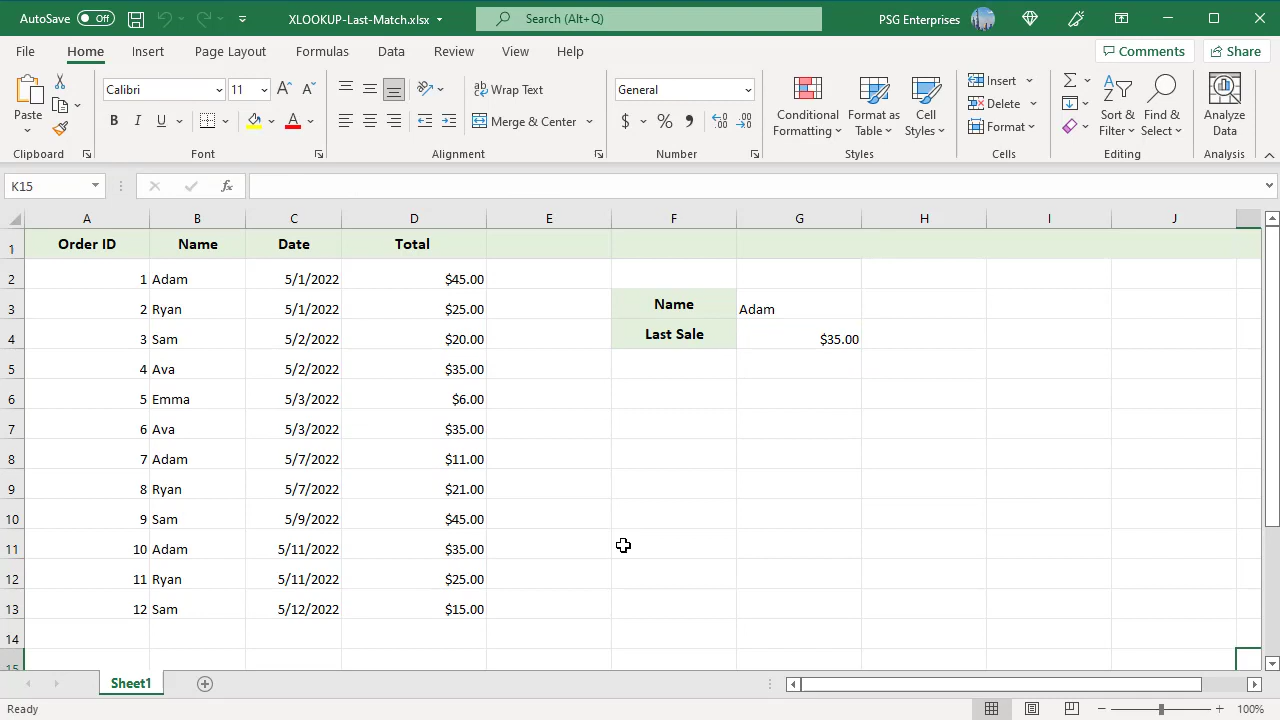 AutoSave Off XLOOKUP-Last-Match.xlsx Search (Alt+Q) PSG Enterprises
File Home Insert Page Layout Formulas Data Review View Help Comments Share
Paste
Clipboard
Calibri 11
B I U A
Font
Wrap Text
Merge & Center
Alignment
General
$ % 9
Number
Conditional Formatting
Format as Table
Cell Styles
Styles
Insert
Delete
Format
Cells
Sort & Filter
Find & Select
Editing
Analyze Data
Analysis
K15 fx
A B C D E F G H I J
1 Order ID Name Date Total
2 1 Adam 5/1/2022 $45.00
3 2 Ryan 5/1/2022 $25.00 Name Adam
4 3 Sam 5/2/2022 $20.00 Last Sale $35.00
5 4 Ava 5/2/2022 $35.00
6 5 Emma 5/3/2022 $6.00
7 6 Ava 5/3/2022 $35.00
8 7 Adam 5/7/2022 $11.00
9 8 Ryan 5/7/2022 $21.00
10 9 Sam 5/9/2022 $45.00
11 10 Adam 5/11/2022 $35.00
12 11 Ryan 5/11/2022 $25.00
13 12 Sam 5/12/2022 $15.00
14
15
Sheet1
Ready 100%